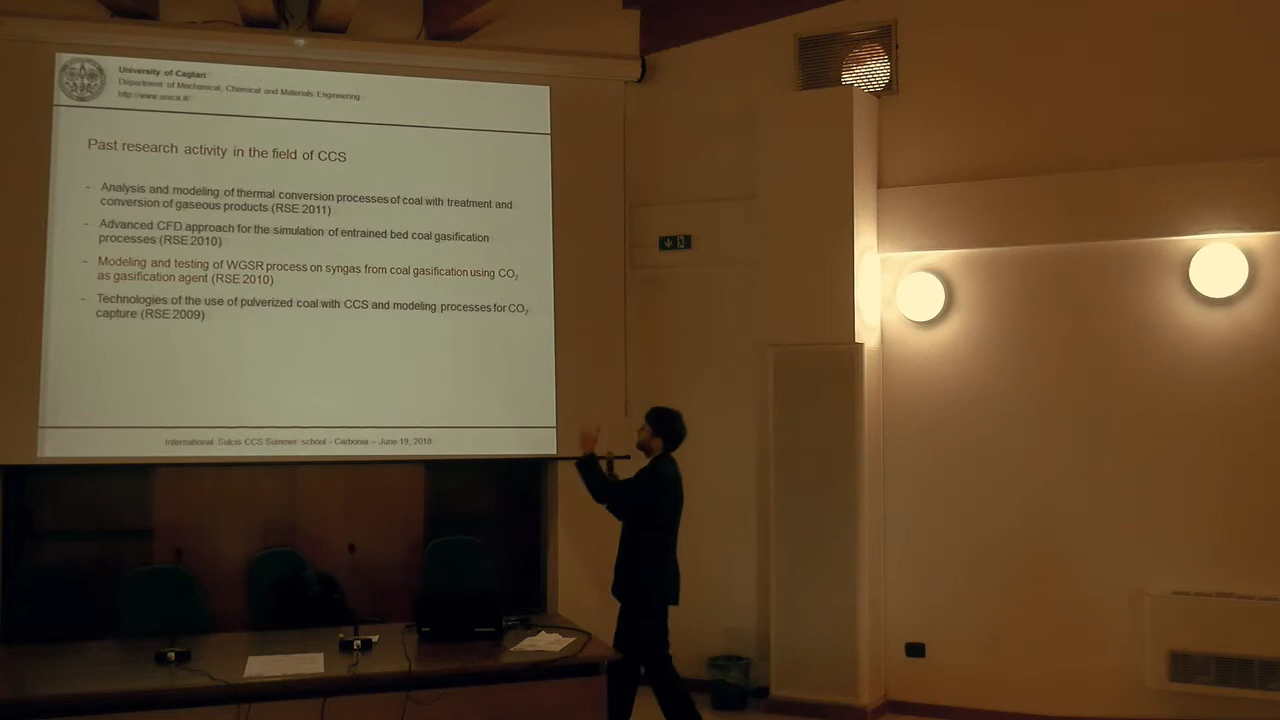 University of Cagliari
Department of Mechanical, Chemical and Materials Engineering
http://www.unica.it/
Past research activity in the field of CCS
- Analysis and modeling of thermal conversion processes of coal with treatment and
conversion of gaseous products (RSE 2011)
- Advanced CFD approach for the simulation of entrained bed coal gasification
processes (RSE 2010)
- Modeling and testing of WGSR process on syngas from coal gasification using CO₂
as gasification agent (RSE 2010)
- Technologies of the use of pulverized coal with CCS and modeling processes for CO₂
capture (RSE 2009)
International Sulcis CCS Summer school - Carbonia – June 19, 2018